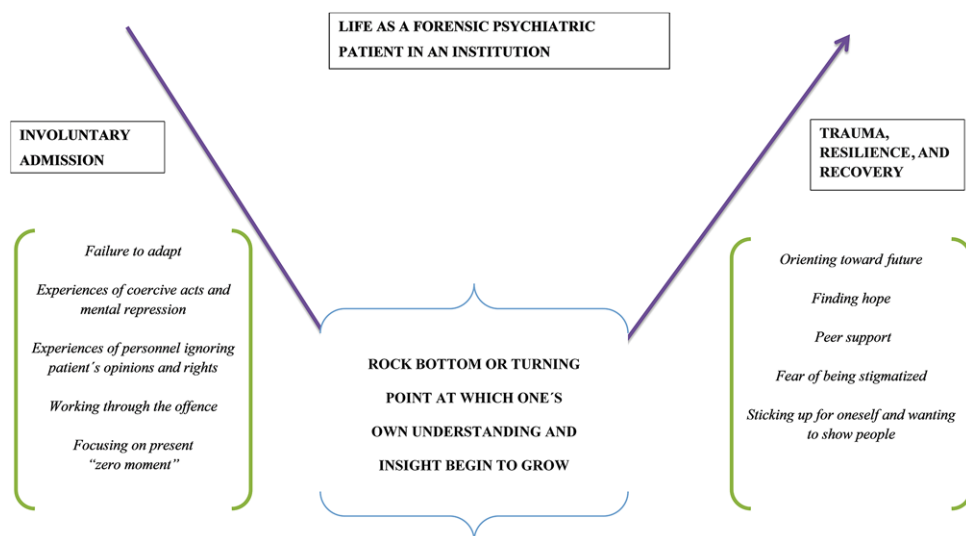 LIFE AS A FORENSIC PSYCHIATRIC
PATIENT IN AN INSTITUTION
INVOLUNTARY
ADMISSION
Failure to adapt
Experiences of coercive acts and
mental repression
Experiences of personnel ignoring
patient´s opinions and rights
Working through the offence
Focusing on present
“zero moment”
ROCK BOTTOM OR TURNING
POINT AT WHICH ONE´S
OWN UNDERSTANDING AND
INSIGHT BEGIN TO GROW
TRAUMA,
RESILIENCE, AND
RECOVERY
Orienting toward future
Finding hope
Peer support
Fear of being stigmatized
Sticking up for oneself and wanting
to show people